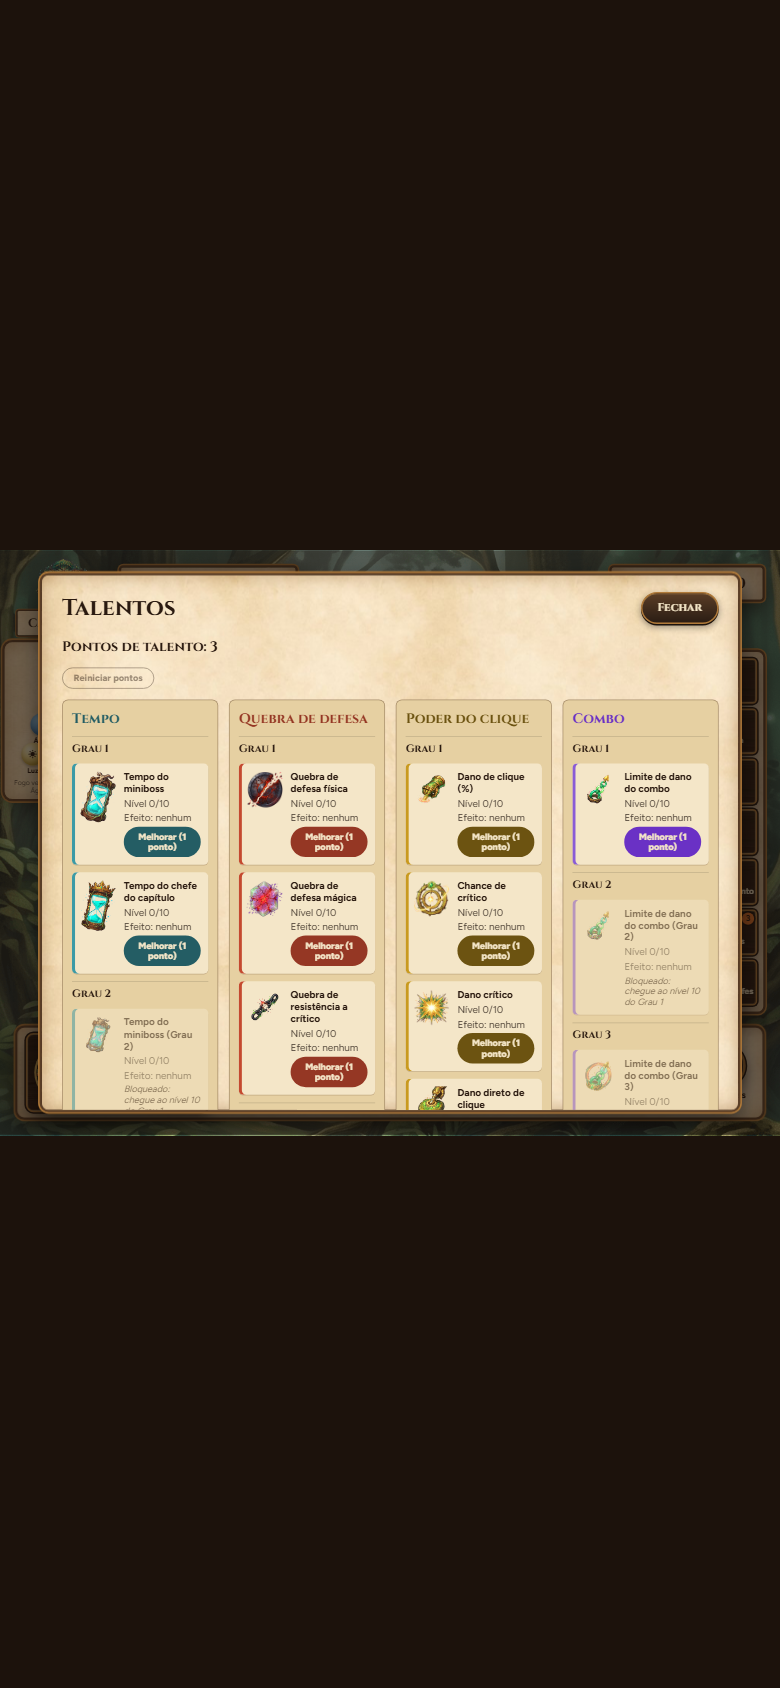 Talentos
Fechar
Pontos de talento: 3
Reiniciar pontos
Tempo
Grau 1
Tempo do
miniboss
Nível 0/10
Efeito: nenhum
Melhorar (1
ponto)
Tempo do chefe
do capítulo
Nível 0/10
Efeito: nenhum
Melhorar (1
ponto)
Grau 2
Tempo do
miniboss (Grau
2)
Nível 0/10
Efeito: nenhum
Bloqueado:
chegue ao nível 10
Quebra de defesa
Grau 1
Quebra de
defesa física
Nível 0/10
Efeito: nenhum
Melhorar (1
ponto)
Quebra de
defesa mágica
Nível 0/10
Efeito: nenhum
Melhorar (1
ponto)
Quebra de
resistência a
crítico
Nível 0/10
Efeito: nenhum
Melhorar (1
ponto)
Poder do clique
Grau 1
Dano de clique
(%)
Nível 0/10
Efeito: nenhum
Melhorar (1
ponto)
Chance de
crítico
Nível 0/10
Efeito: nenhum
Melhorar (1
ponto)
Dano crítico
Nível 0/10
Efeito: nenhum
Melhorar (1
ponto)
Dano direto de
clique
Combo
Grau 1
Limite de dano
do combo
Nível 0/10
Efeito: nenhum
Melhorar (1
ponto)
Grau 2
Limite de dano
do combo (Grau
2)
Nível 0/10
Efeito: nenhum
Bloqueado:
chegue ao nível 10
do Grau 1
Grau 3
Limite de dano
do combo (Grau
3)
Nível 0/10
3